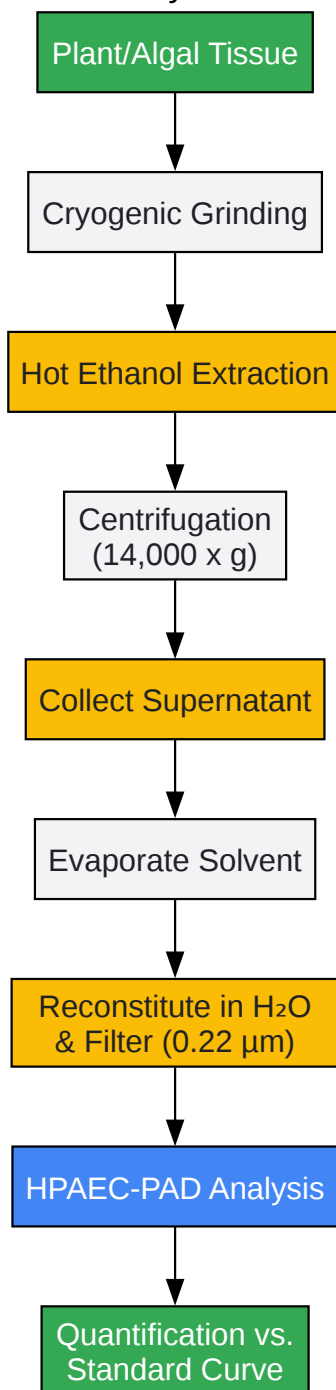 Plant/Algal Tissue
Cryogenic Grinding
Hot Ethanol Extraction
Centrifugation
(14,000 x g)
Collect Supernatant
Evaporate Solvent
Reconstitute in H₂O
& Filter (0.22 µm)
HPAEC-PAD Analysis
Quantification vs.
Standard Curve